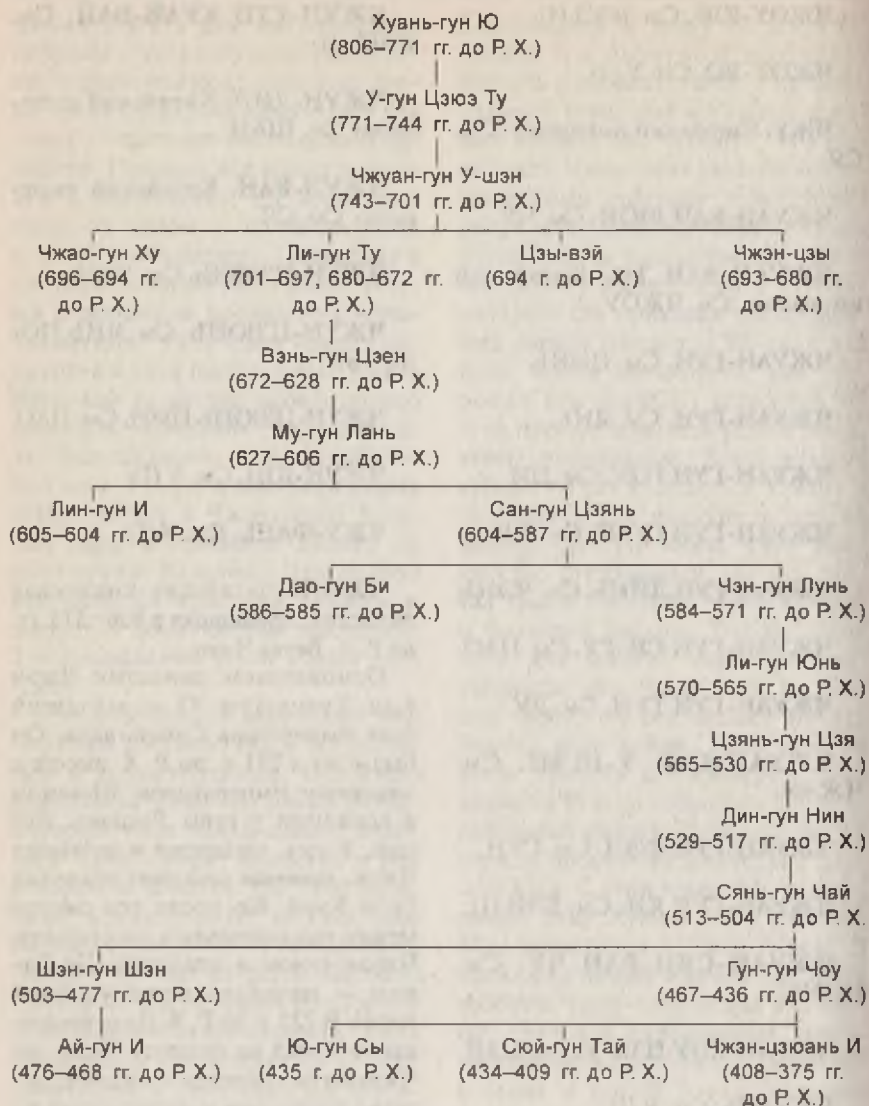 Хуань-гун Ю
(806–771 гг. до Р. Х.)
У-гун Цзюэ Ту
(771–744 гг. до Р. Х.)
Чжуан-гун У-шэн
(743–701 гг. до Р. Х.)
Чжао-гун Ху
(696–694 гг.
до Р. Х.)
Ли-гун Ту
(701–697, 680–672 гг.
до Р. Х.)
Цзы-вэй
(694 г. до Р. Х.)
Чжэн-цзы
(693–680 гг.
до Р. Х.)
Вэнь-гун Цзен
(672–628 гг. до Р. Х.)
Му-гун Лань
(627–606 гг. до Р. Х.)
Лин-гун И
(605–604 гг. до Р. Х.)
Сан-гун Цзянь
(604–587 гг. до Р. Х.)
Дао-гун Би
(586–585 гг. до Р. Х.)
Чэн-гун Лунь
(584–571 гг. до Р. Х.)
Ли-гун Юнь
(570–565 гг. до Р. Х.)
Цзянь-гун Цзя
(565–530 гг. до Р. Х.)
Дин-гун Нин
(529–517 гг. до Р. Х.)
Сянь-гун Чай
(513–504 гг. до Р. Х.
Шэн-гун Шэн
(503–477 гг. до Р. Х.)
Гун-гун Чоу
(467–436 гг. до Р. Х.)
Ай-гун И
(476–468 гг. до Р. Х.)
Ю-гун Сы
(435 г. до Р. Х.)
Сюй-гун Тай
(434–409 гг. до Р. Х.)
Чжэн-цзюань И
(408–375 гг.
до Р. Х.)